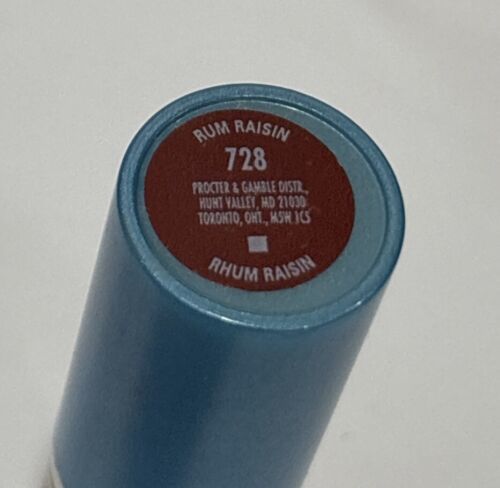 RUM RAISIN
728
PROCTER & GAMBLE DISTR.,
HUNT VALLEY, MD 21030
TORONTO, ONT., M5W 1C5
RHUM RAISIN